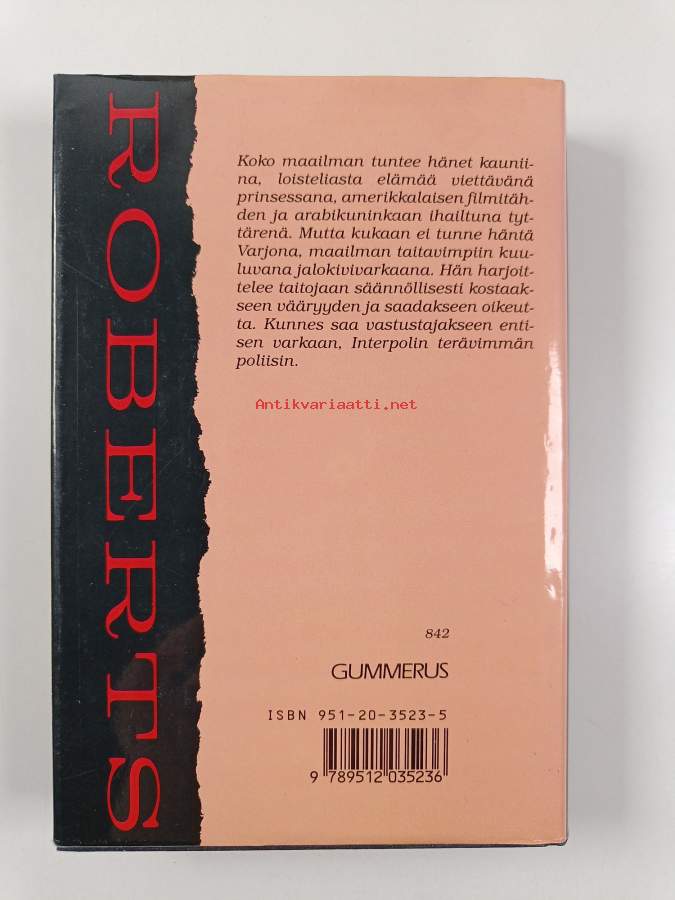 ROBERTS
Koko maailman tuntee hänet kaunii-
na, loisteliasta elämää viettävänä
prinsessana, amerikkalaisen filmitäh-
den ja arabikuninkaan ihailtuna tyt-
tärenä. Mutta kukaan ei tunne häntä
Varjona, maailman taitavimpiin kuu-
luvana jalokivivarkaana. Hän harjoit-
telee taitojaan säännöllisesti kostaak-
seen vääryyden ja saadakseen oikeut-
ta. Kunnes saa vastustajakseen enti-
sen varkaan, Interpolin terävimmän
poliisin.
Antikvariaatti.net
842
GUMMERUS
ISBN 951-20-3523-5
9 789512 035236